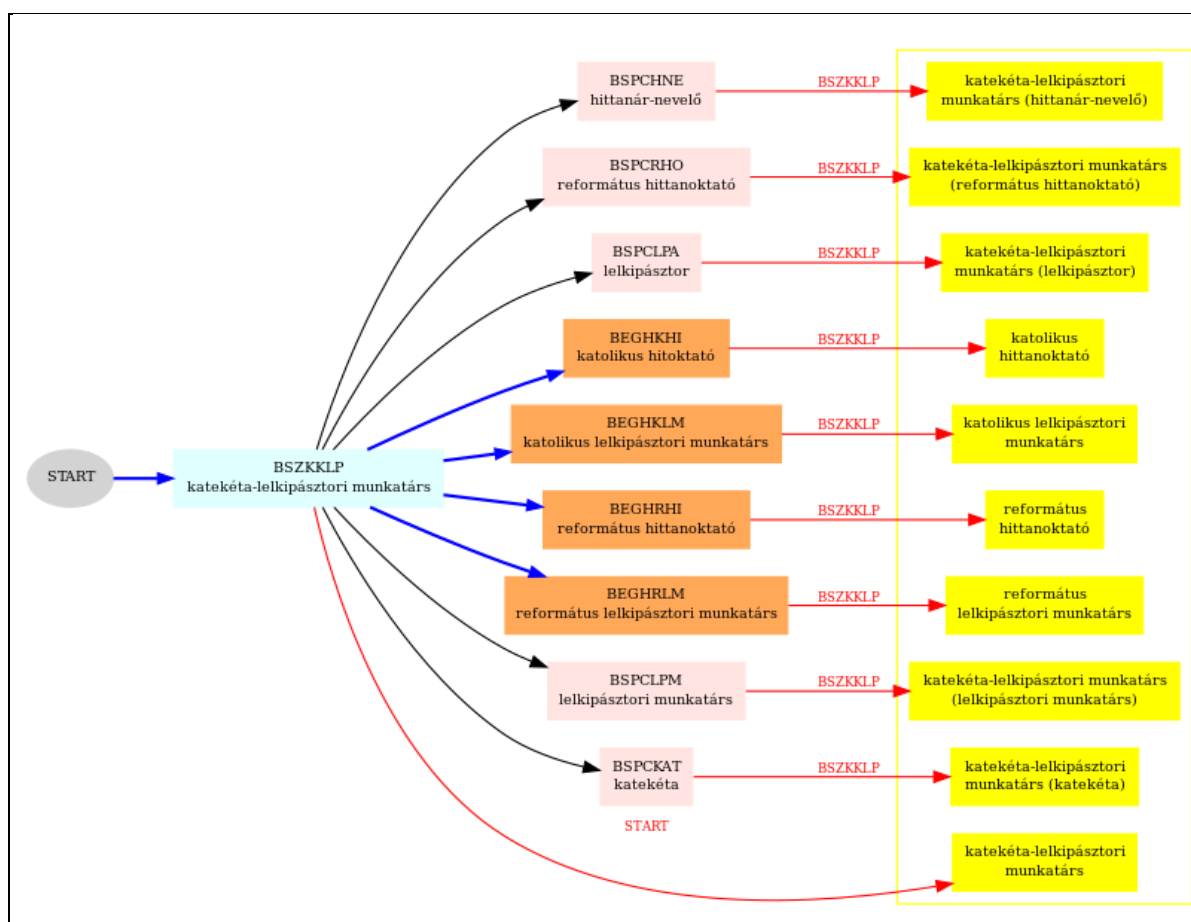 BSPCHNE
hittanár-nevelő
BSZKKLP
katekéta-lelkipásztori
munkatárs (hittanár-nevelő)
BSPCRHO
református hittanoktató
BSZKKLP
katekéta-lelkipásztori munkatárs
(református hittanoktató)
BSPCLPA
lelkipásztor
BSZKKLP
katekéta-lelkipásztori
munkatárs (lelkipásztor)
BEGHKHI
katolikus hitoktató
BSZKKLP
katolikus
hittanoktató
BEGHKLM
katolikus lelkipásztori munkatárs
BSZKKLP
katolikus lelkipásztori
munkatárs
START
BSZKKLP
katekéta-lelkipásztori munkatárs
BEGHRHI
református hittanoktató
BSZKKLP
református
hittanoktató
BEGHRLM
református lelkipásztori munkatárs
BSZKKLP
református
lelkipásztori munkatárs
BSPCLPM
lelkipásztori munkatárs
BSZKKLP
katekéta-lelkipásztori munkatárs
(lelkipásztori munkatárs)
BSPCKAT
katekéta
BSZKKLP
katekéta-lelkipásztori
munkatárs (katekéta)
START
katekéta-lelkipásztori
munkatárs